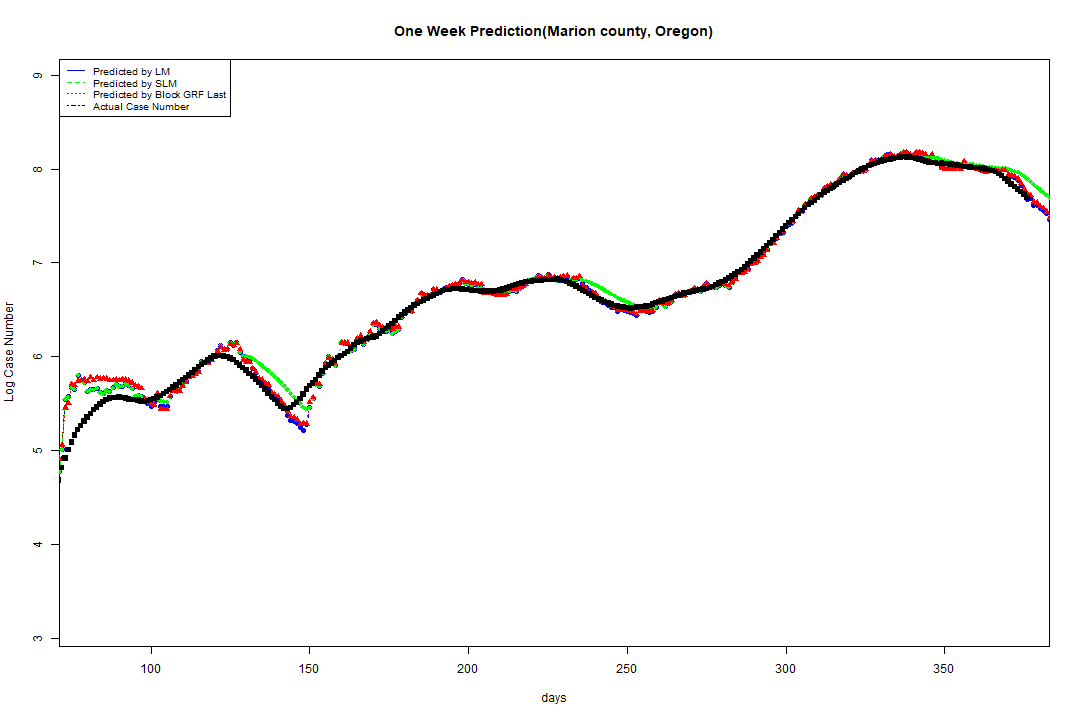 One Week Prediction(Marion county, Oregon)
Predicted by LM
Predicted by SLM
Predicted by Block GRF Last
Actual Case Number
Log Case Number
9
8
7
6
5
4
3
100 150 200 250 300 350
days